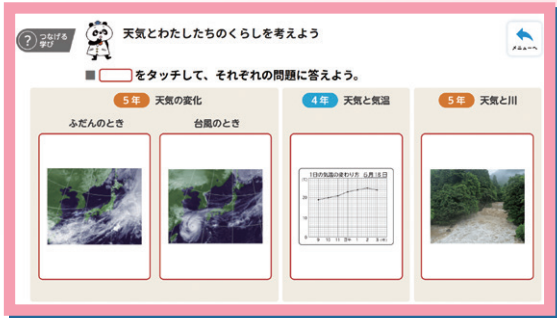 ? つなげる
学び
天気とわたしたちのくらしを考えよう
メニューへ
■ をタッチして、それぞれの問題に答えよう。
5年 天気の変化
4年 天気と気温
5年 天気と川
ふだんのとき
台風のとき
1日の気温の変わり方